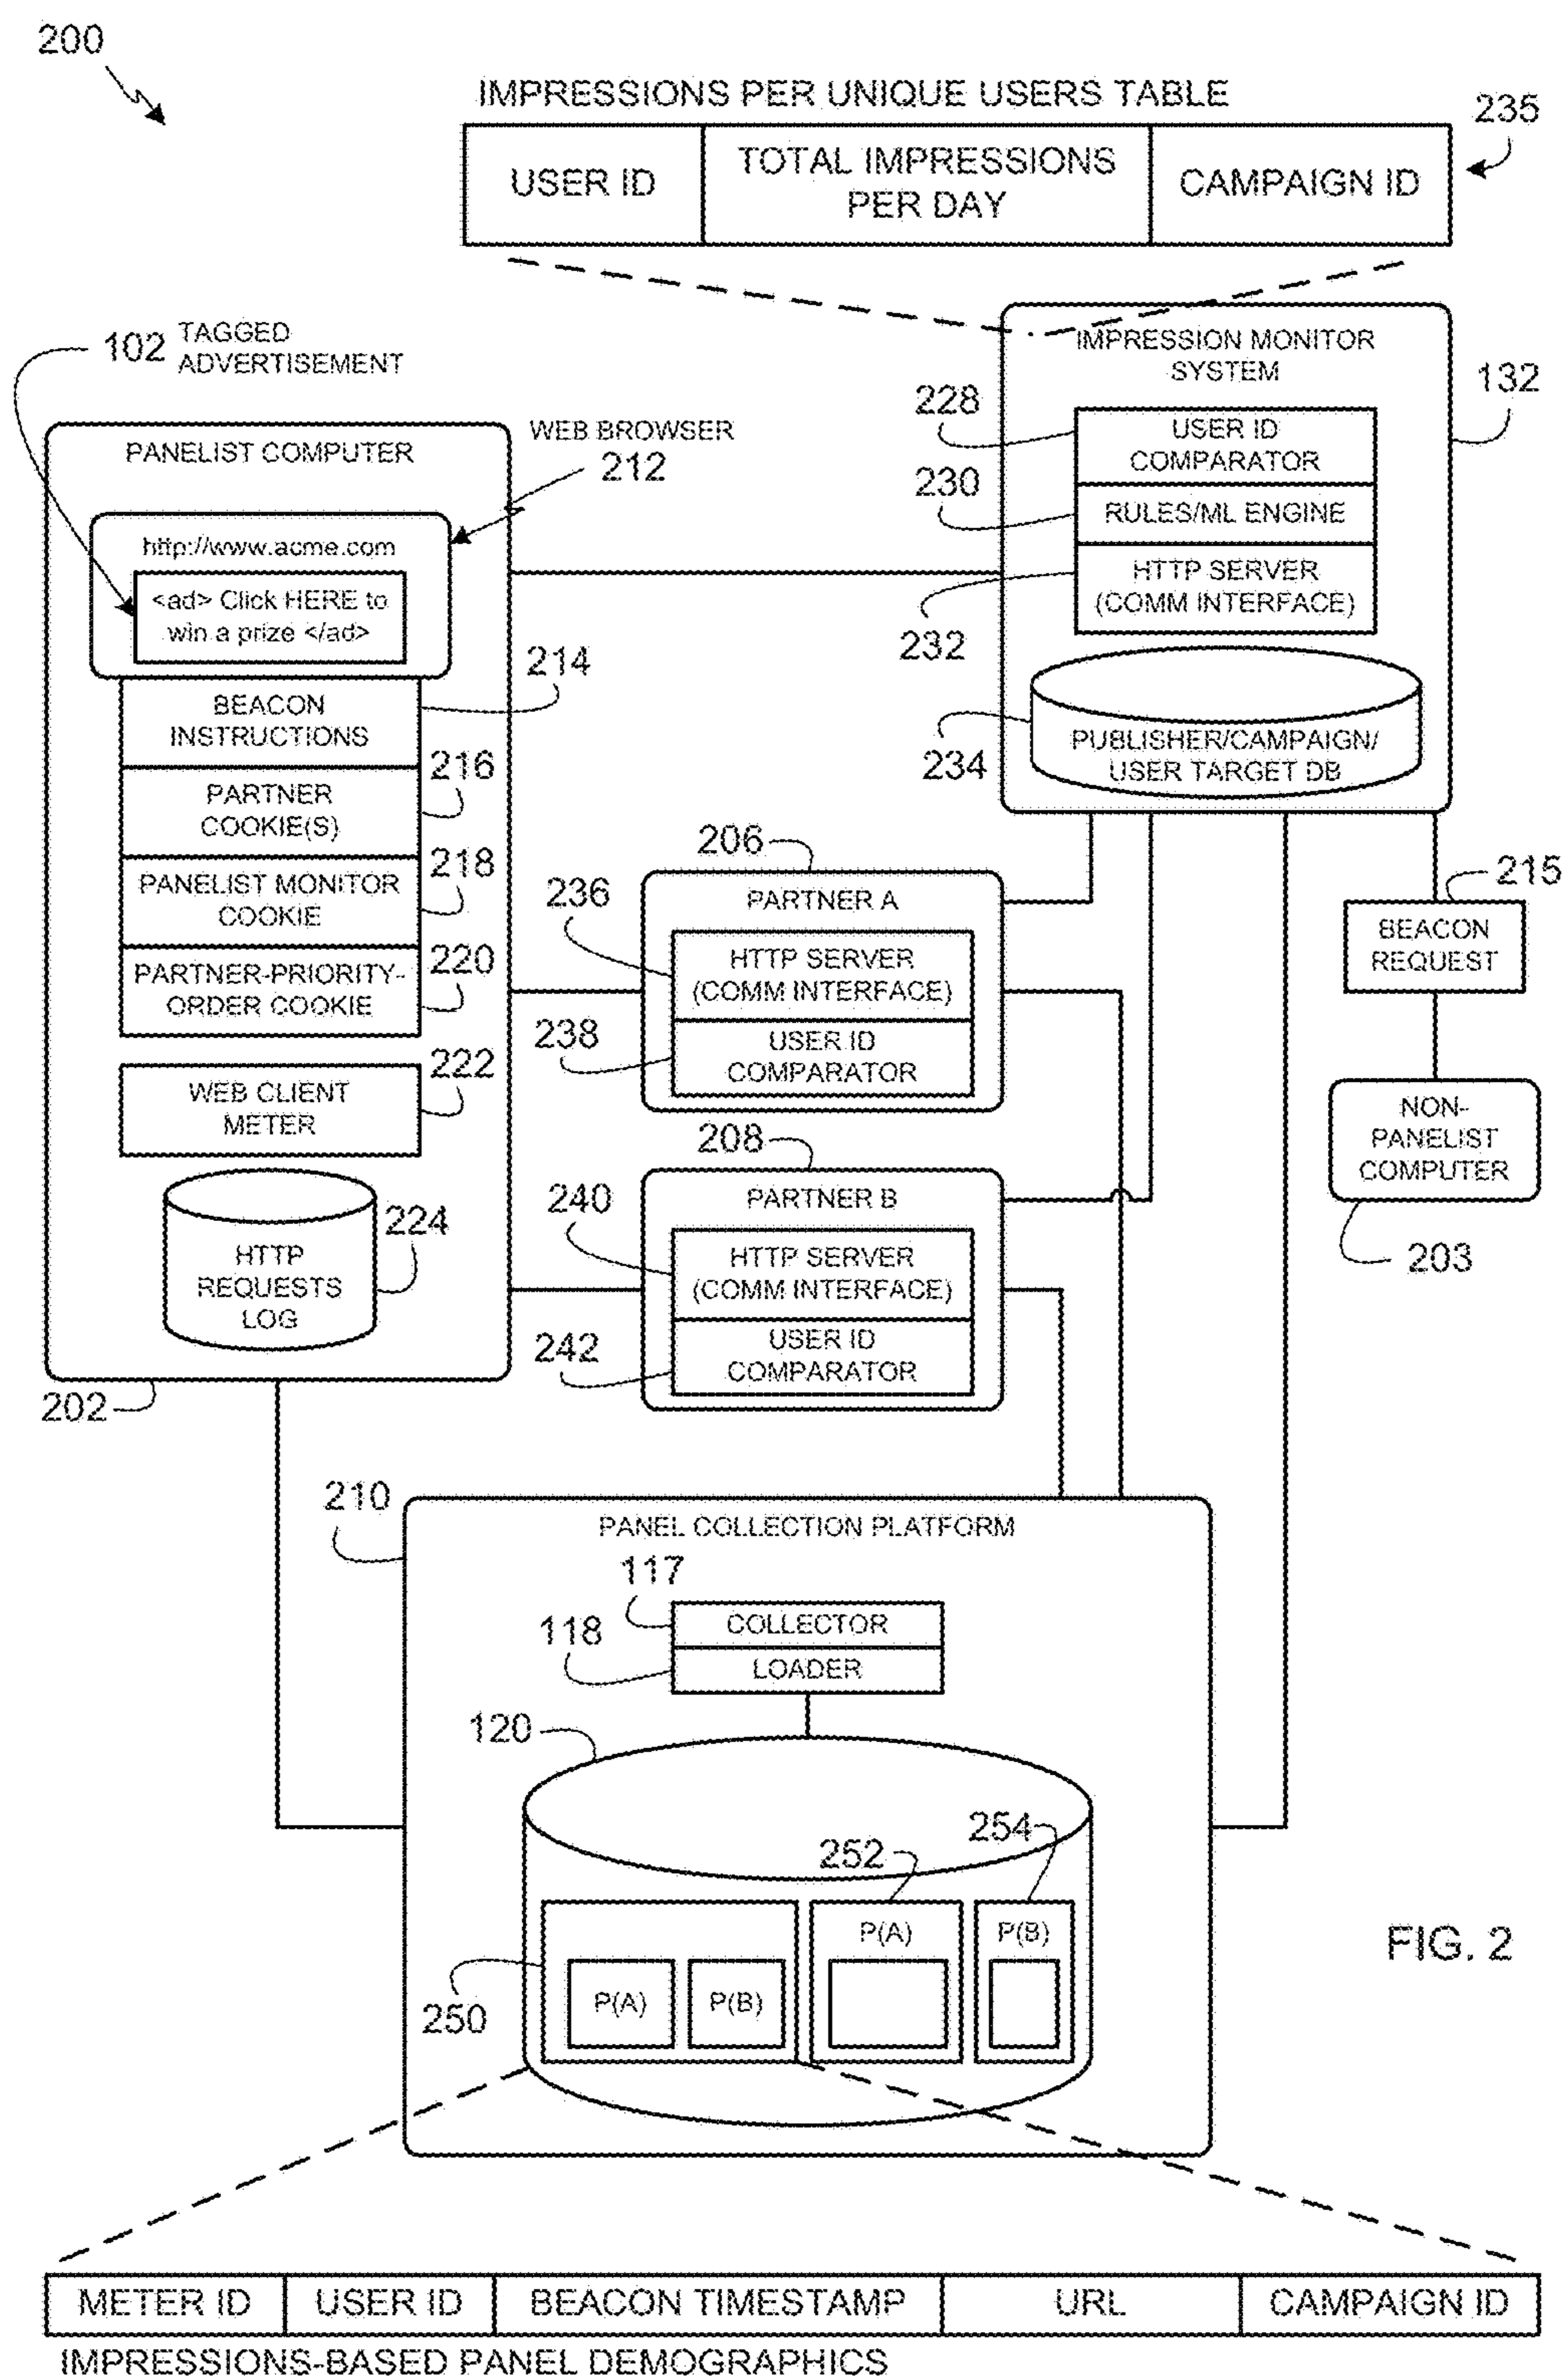 200
IMPRESSIONS PER UNIQUE USERS TABLE
235
USER ID
TOTAL IMPRESSIONS
PER DAY
CAMPAIGN ID
102
TAGGED
ADVERTISEMENT
IMPRESSION MONITOR
SYSTEM
132
228
USER ID
COMPARATOR
230
RULES/ML ENGINE
HTTP SERVER
(COMM INTERFACE)
232
234
PUBLISHER/CAMPAIGN/
USER TARGET DB
PANELIST COMPUTER
WEB BROWSER
212
http://www.acme.com
<ad> Click HERE to
win a prize </ad>
214
BEACON
INSTRUCTIONS
216
PARTNER
COOKIE(S)
218
PANELIST MONITOR
COOKIE
220
PARTNER-PRIORITY-
ORDER COOKIE
222
WEB CLIENT
METER
224
HTTP
REQUESTS
LOG
202
206
PARTNER A
236
HTTP SERVER
(COMM INTERFACE)
238
USER ID
COMPARATOR
208
PARTNER B
240
HTTP SERVER
(COMM INTERFACE)
242
USER ID
COMPARATOR
215
BEACON
REQUEST
NON-
PANELIST
COMPUTER
203
210
PANEL COLLECTION PLATFORM
117
COLLECTOR
118
LOADER
120
252
254
P(A)
P(B)
250
P(A)
P(B)
FIG. 2
METER ID
USER ID
BEACON TIMESTAMP
URL
CAMPAIGN ID
IMPRESSIONS-BASED PANEL DEMOGRAPHICS